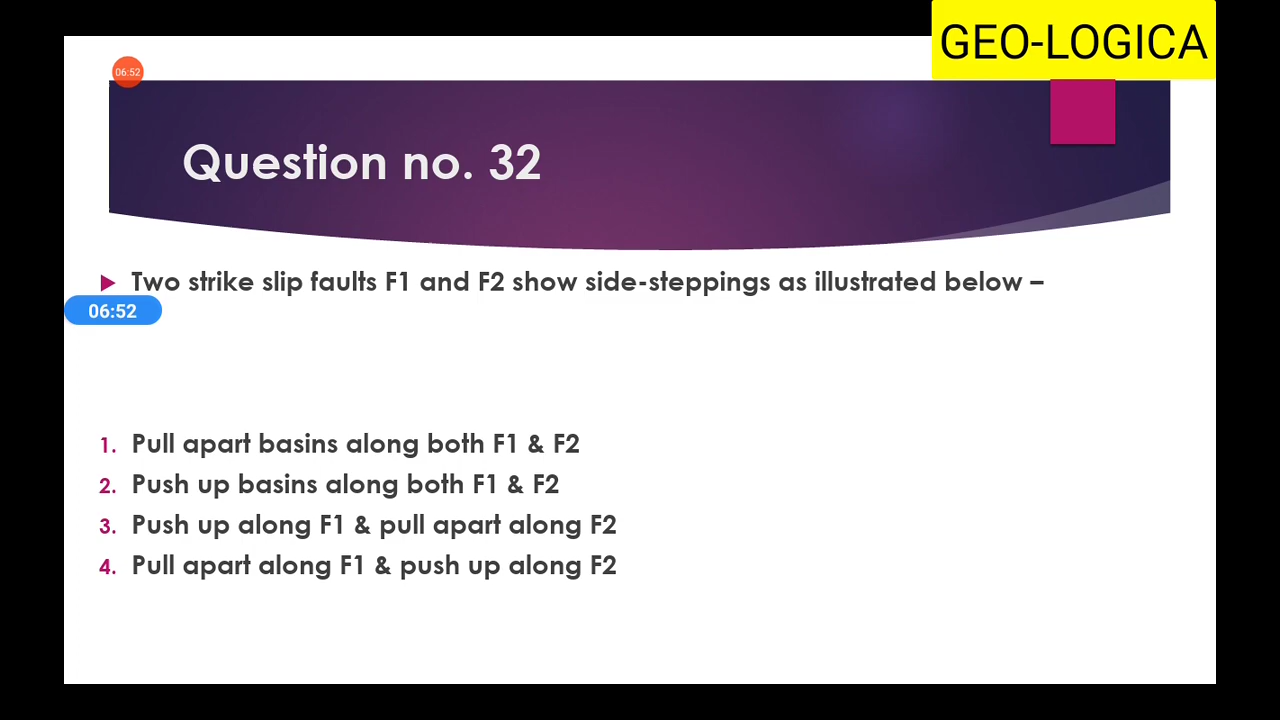 GEO-LOGICA
06:52
Question no. 32
Two strike slip faults F1 and F2 show side-steppings as illustrated below –
06:52
1. Pull apart basins along both F1 & F2
2. Push up basins along both F1 & F2
3. Push up along F1 & pull apart along F2
4. Pull apart along F1 & push up along F2